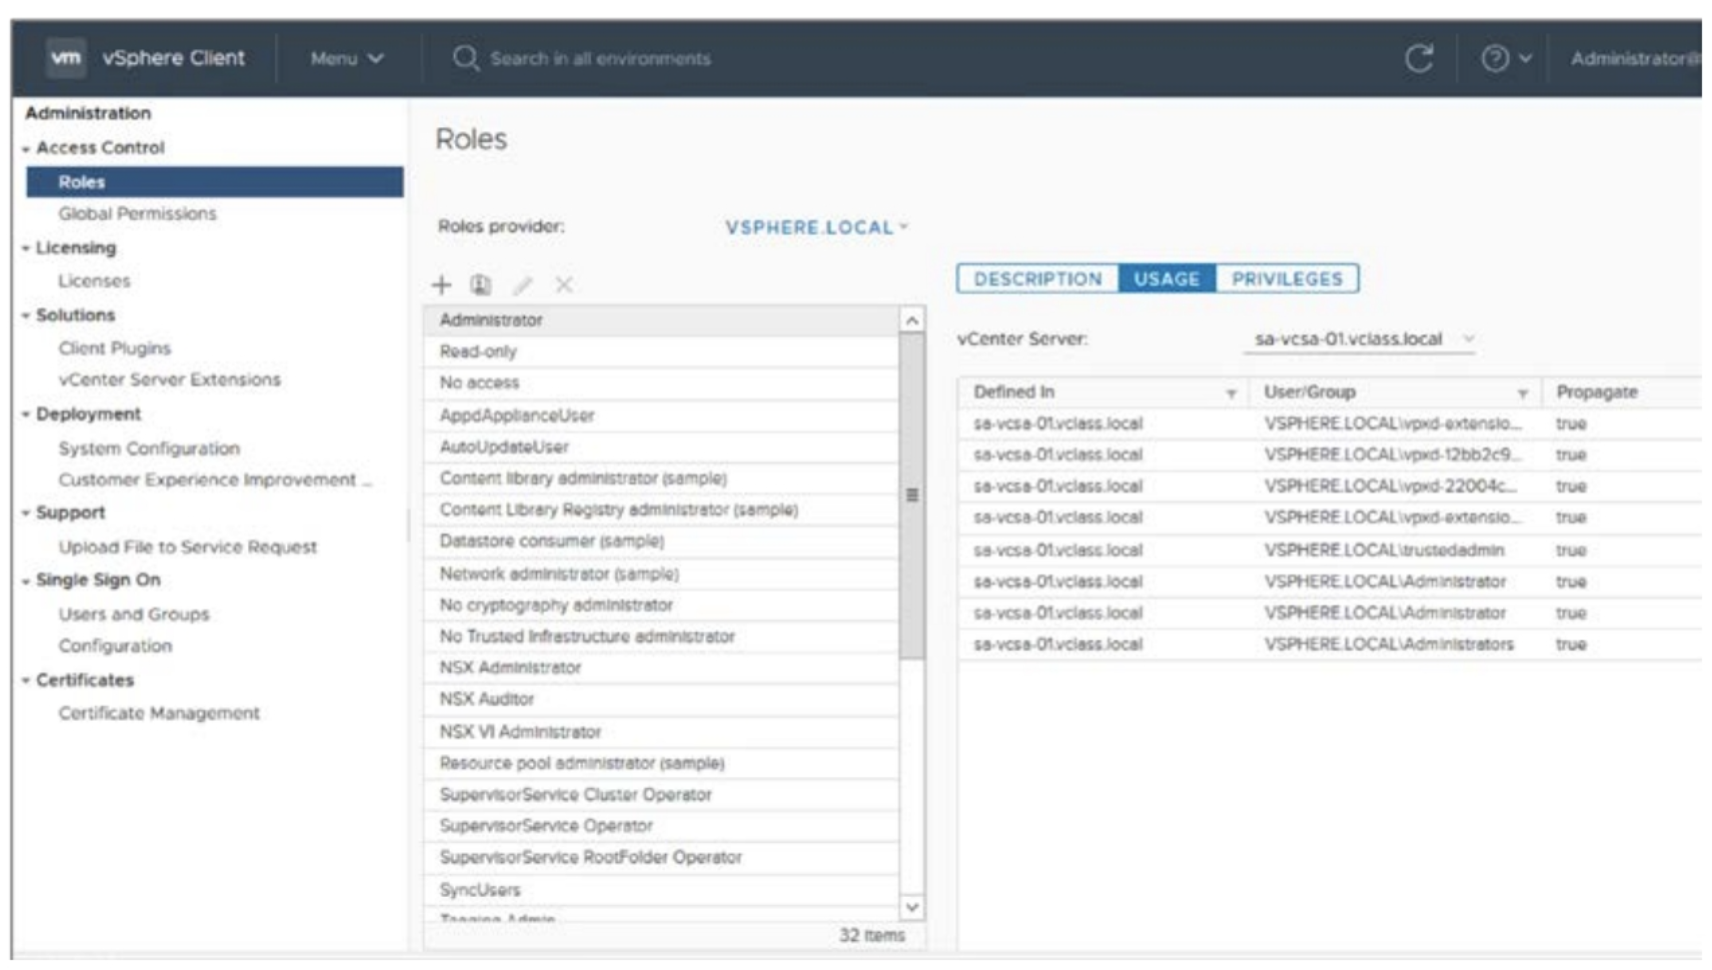 vm vSphere Client Menu Search in all environments Administrator@
Administration
Access Control
Roles
Global Permissions
Licensing
Licenses
Solutions
Client Plugins
vCenter Server Extensions
Deployment
System Configuration
Customer Experience Improvement ...
Support
Upload File to Service Request
Single Sign On
Users and Groups
Configuration
Certificates
Certificate Management
Roles
Roles provider: VSPHERE.LOCAL
Administrator
Read-only
No access
AppdApplianceUser
AutoUpdateUser
Content library administrator (sample)
Content Library Registry administrator (sample)
Datastore consumer (sample)
Network administrator (sample)
No cryptography administrator
No Trusted Infrastructure administrator
NSX Administrator
NSX Auditor
NSX VI Administrator
Resource pool administrator (sample)
SupervisorService Cluster Operator
SupervisorService Operator
SupervisorService RootFolder Operator
SyncUsers
Tagging Admin
32 items
DESCRIPTION USAGE PRIVILEGES
vCenter Server: sa-vcsa-01.vclass.local
Defined In User/Group Propagate
sa-vcsa-01.vclass.local VSPHERE.LOCAL\vpxd-extensio... true
sa-vcsa-01.vclass.local VSPHERE.LOCAL\vpxd-12bb2c9... true
sa-vcsa-01.vclass.local VSPHERE.LOCAL\vpxd-22004c... true
sa-vcsa-01.vclass.local VSPHERE.LOCAL\vpxd-extensio... true
sa-vcsa-01.vclass.local VSPHERE.LOCAL\trustedadmin true
sa-vcsa-01.vclass.local VSPHERE.LOCAL\Administrator true
sa-vcsa-01.vclass.local VSPHERE.LOCAL\Administrator true
sa-vcsa-01.vclass.local VSPHERE.LOCAL\Administrators true